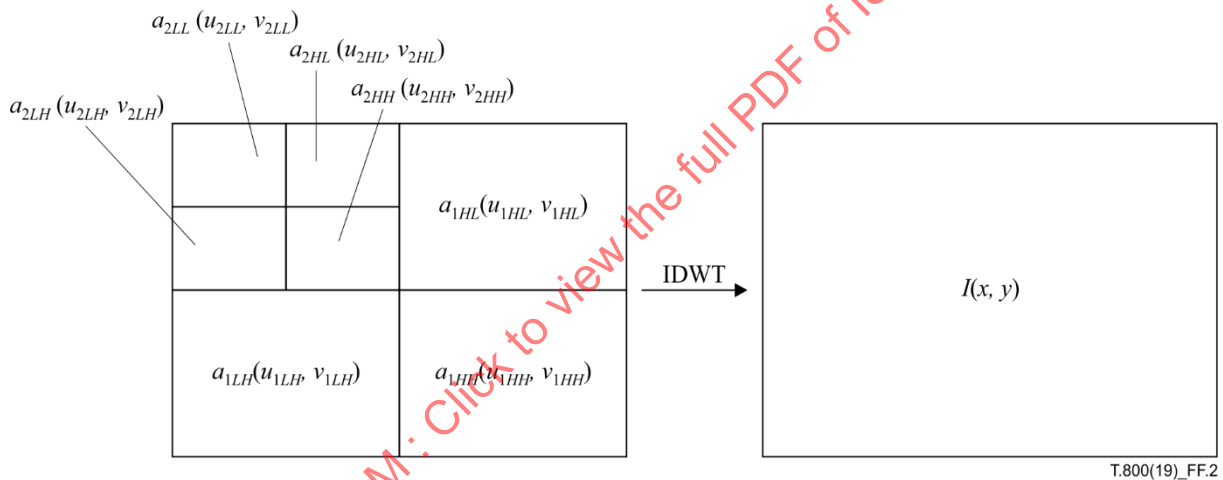 a2LL (u2LL, v2LL)
a2HL (u2HL, v2HL)
a2HH (u2HH, v2HH)
a2LH (u2LH, v2LH)
a1HL(u1HL, v1HL)
IDWT
I(x, y)
a1LH(u1LH, v1LH)
a1HH(u1HH, v1HH)
T.800(19)_FF.2
M : Click to view the full PDF of